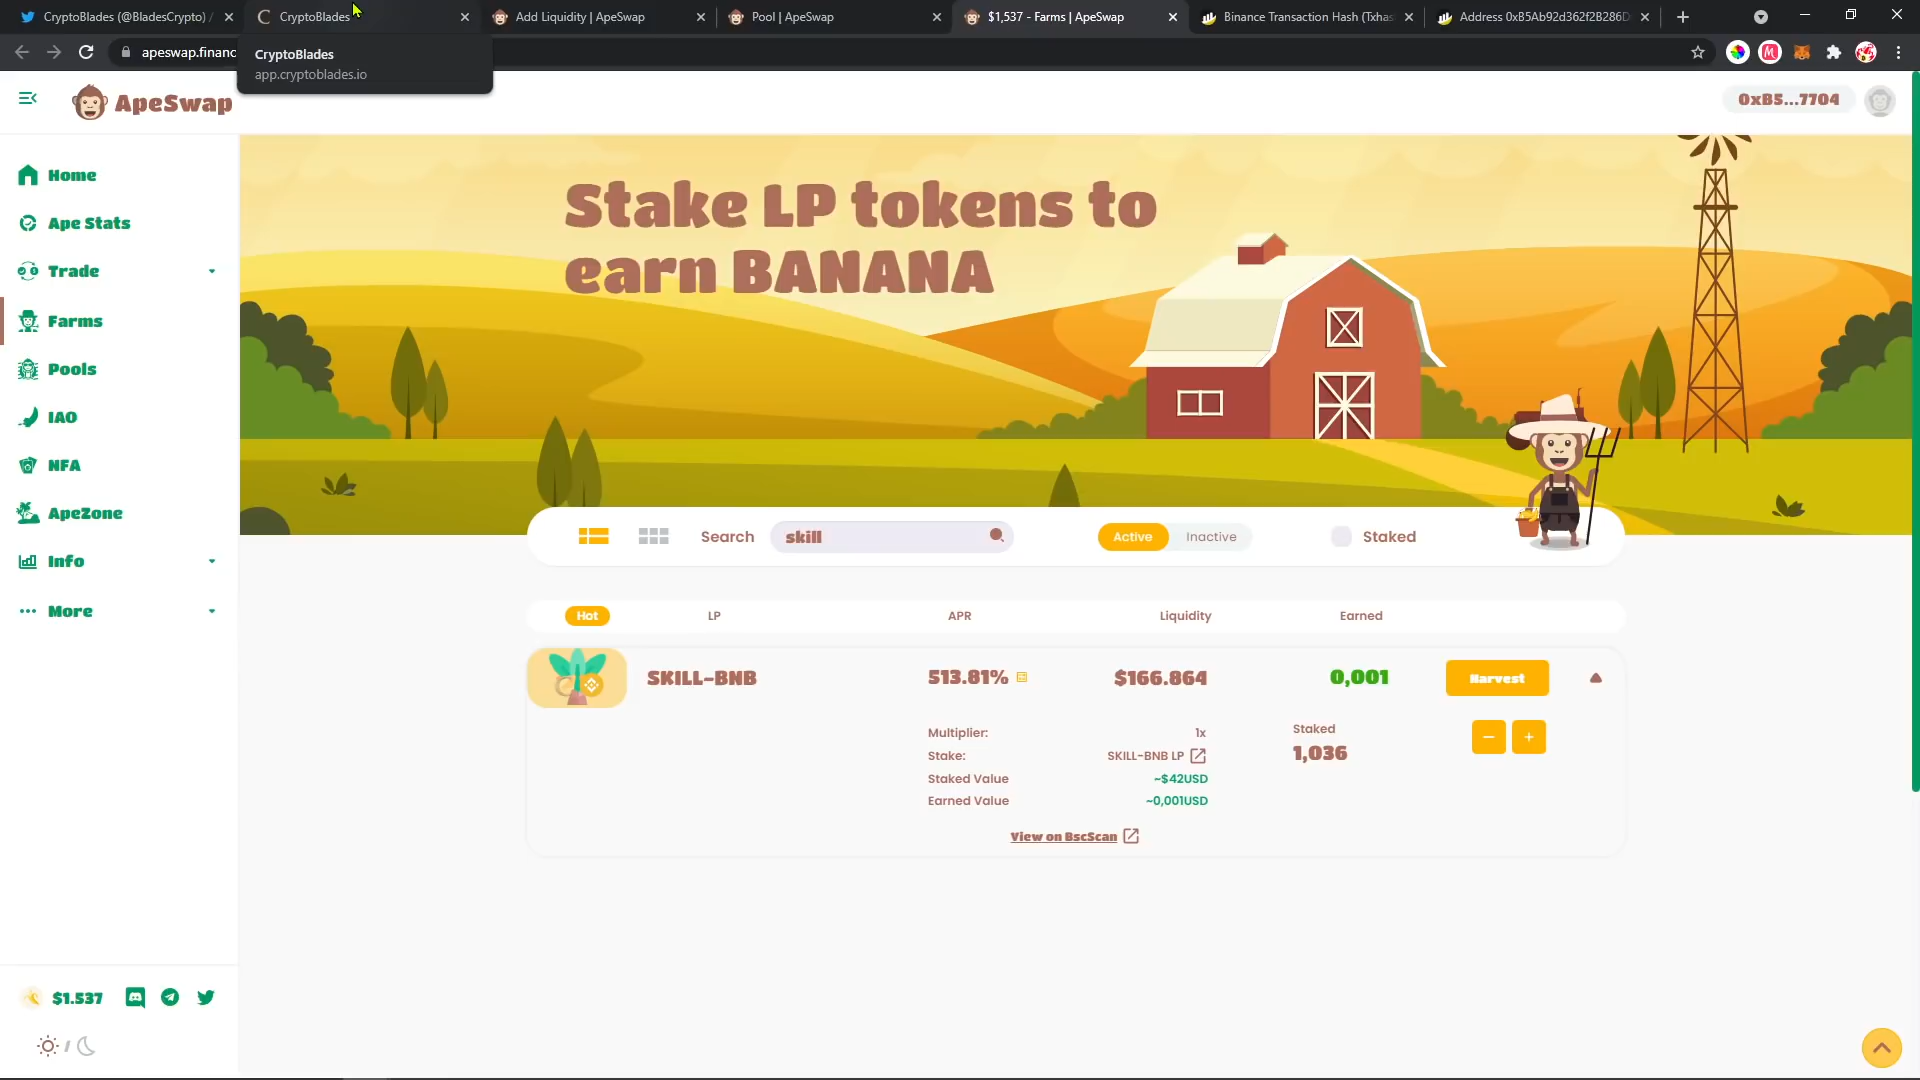 CryptoBlades (@BladesCrypto) /
CryptoBlades
Add Liquidity | ApeSwap
Pool | ApeSwap
$1,537 - Farms | ApeSwap
Binance Transaction Hash (Txhas
Address 0xB5Ab92d362f2B286D
apeswap.financ
CryptoBlades
app.cryptoblades.io
ApeSwap
0xB5...7704
Home
Ape Stats
Trade
Farms
Pools
IAO
NFA
ApeZone
Info
More
$1.537
Stake LP tokens to
earn BANANA
Search
skill
Active
Inactive
Staked
Hot
LP
APR
Liquidity
Earned
SKILL-BNB
513.81%
$166.864
0,001
Harvest
Multiplier:
1x
Stake:
SKILL-BNB LP
Staked Value
~$42USD
Earned Value
~0,001USD
Staked
1,036
−
+
View on BscScan